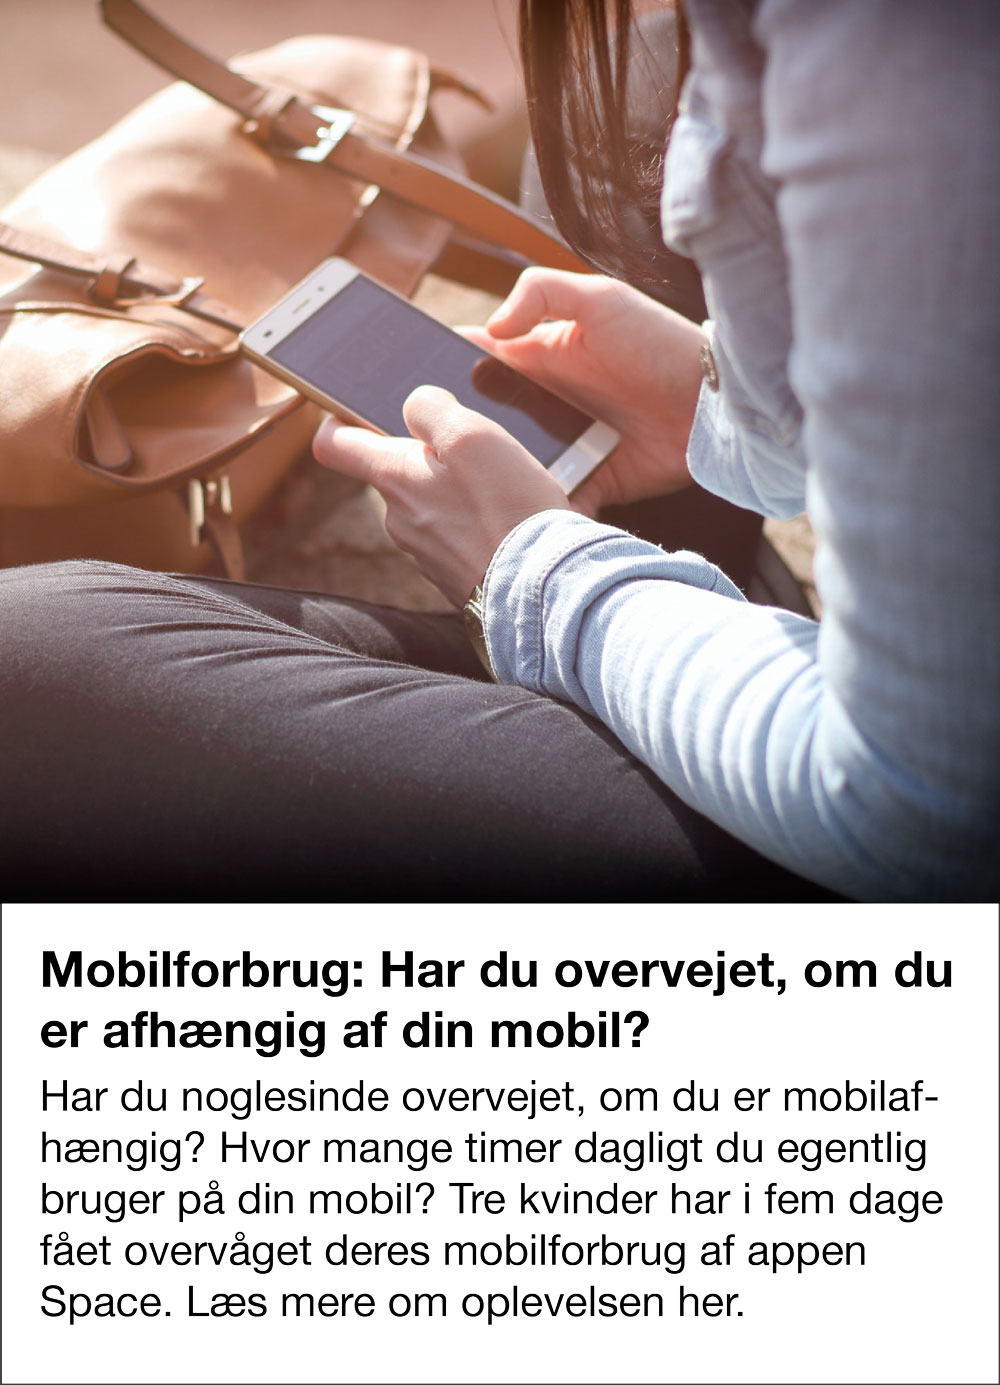 Mobilforbrug: Har du overvejet, om du
er afhængig af din mobil?
Har du noglesinde overvejet, om du er mobilaf-
hængig? Hvor mange timer dagligt du egentlig
bruger på din mobil? Tre kvinder har i fem dage
fået overvåget deres mobilforbrug af appen
Space. Læs mere om oplevelsen her.